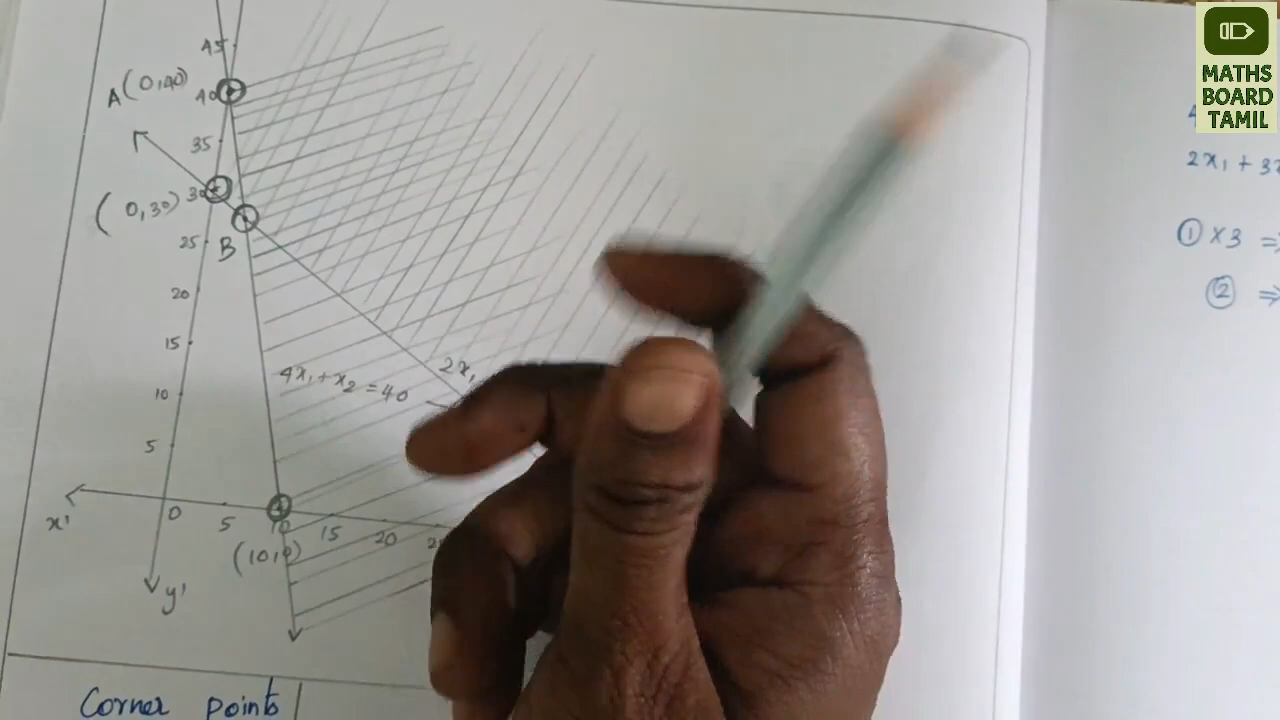 45
A (0,40) 40
35
(0,30) 30
25 B
20
15
4x₁ + x₂ = 40
2x₁
10
5
x' 0 5 10 15 20
(10,0)
y'
Corner points
MATHS
BOARD
TAMIL
2x₁ + 3x
① x 3 ⇒
② ⇒